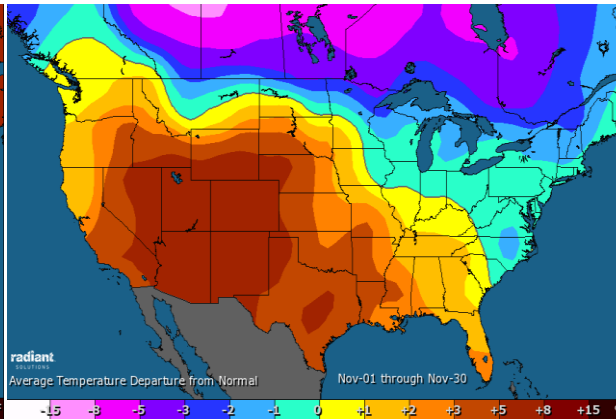 radiant
SOLUTIONS
Average Temperature Departure from Normal
Nov-01 through Nov-30
-15 -8 -5 -3 -2 -1 0 +1 +2 +3 +5 +8 +15